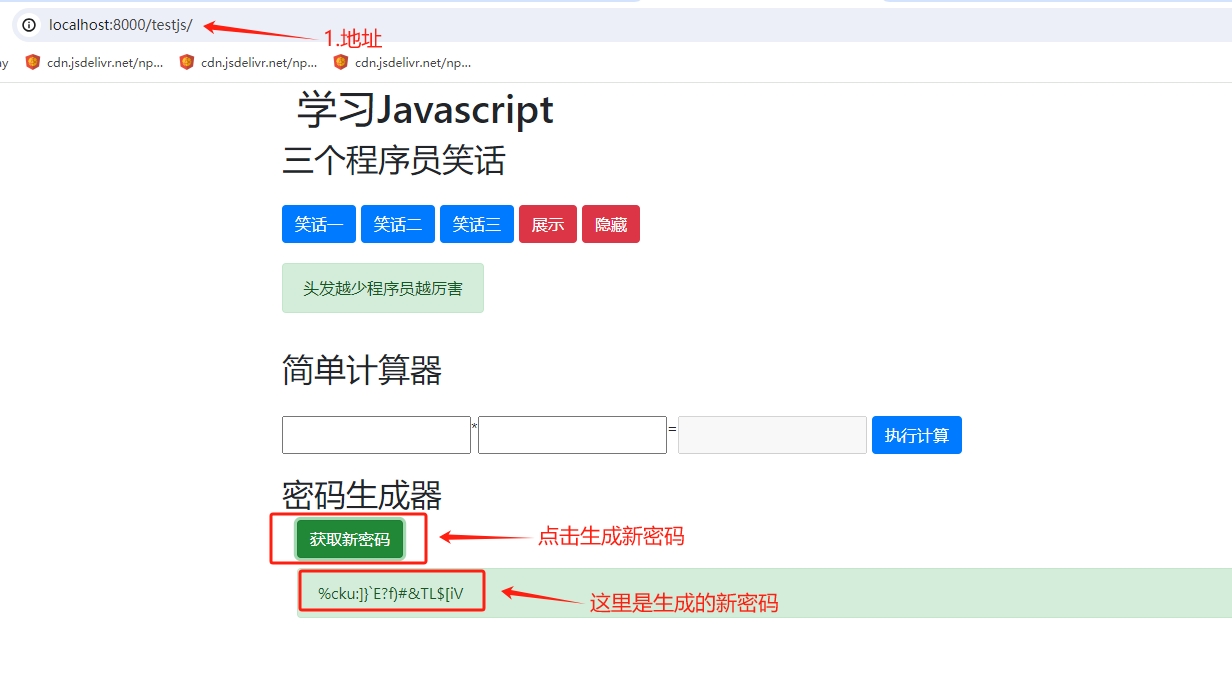 localhost:8000/testjs/
1.地址
y cdn.jsdelivr.net/np... cdn.jsdelivr.net/np... cdn.jsdelivr.net/np...
学习Javascript
三个程序员笑话
笑话一 笑话二 笑话三 展示 隐藏
头发越少程序员越厉害
简单计算器
* = 执行计算
密码生成器
获取新密码 点击生成新密码
%cku:]}`E?f)#&TL$[iV
这里是生成的新密码